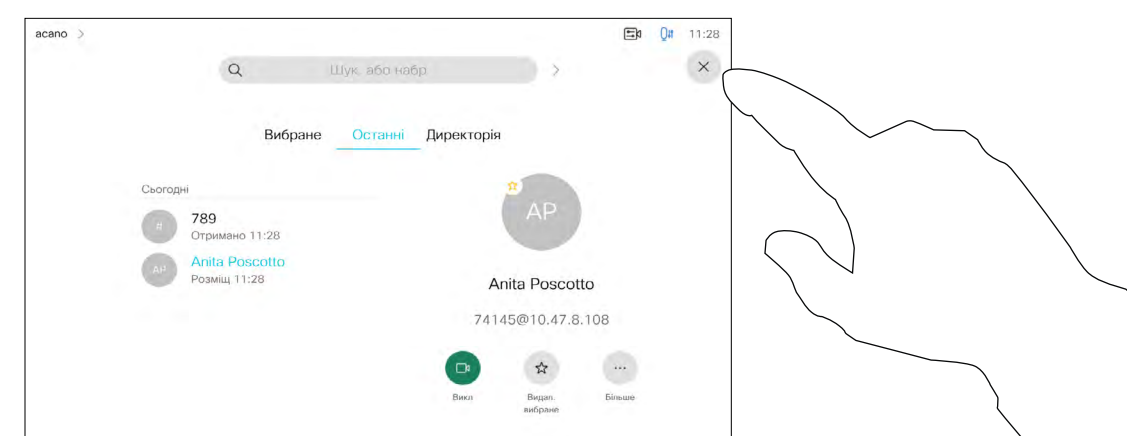 acano
11:28
Шук. або набр.
Вибране Останні Директорія
Сьогодні
#
789
Отримано 11:28
AP
Anita Poscotto
Розміщ 11:28
AP
Anita Poscotto
74145@10.47.8.108
Викл
Видал.
вибране
Більше